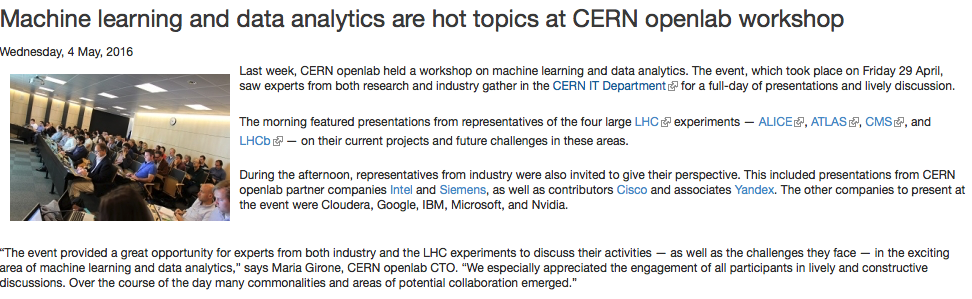 Machine learning and data analytics are hot topics at CERN openlab workshop
Wednesday, 4 May, 2016
Last week, CERN openlab held a workshop on machine learning and data analytics. The event, which took place on Friday 29 April,
saw experts from both research and industry gather in the CERN IT Department for a full-day of presentations and lively discussion.
The morning featured presentations from representatives of the four large LHC experiments — ALICE, ATLAS, CMS, and
LHCb — on their current projects and future challenges in these areas.
During the afternoon, representatives from industry were also invited to give their perspective. This included presentations from CERN
openlab partner companies Intel and Siemens, as well as contributors Cisco and associates Yandex. The other companies to present at
the event were Cloudera, Google, IBM, Microsoft, and Nvidia.
“The event provided a great opportunity for experts from both industry and the LHC experiments to discuss their activities — as well as the challenges they face — in the exciting
area of machine learning and data analytics,” says Maria Girone, CERN openlab CTO. “We especially appreciated the engagement of all participants in lively and constructive
discussions. Over the course of the day many commonalities and areas of potential collaboration emerged.”